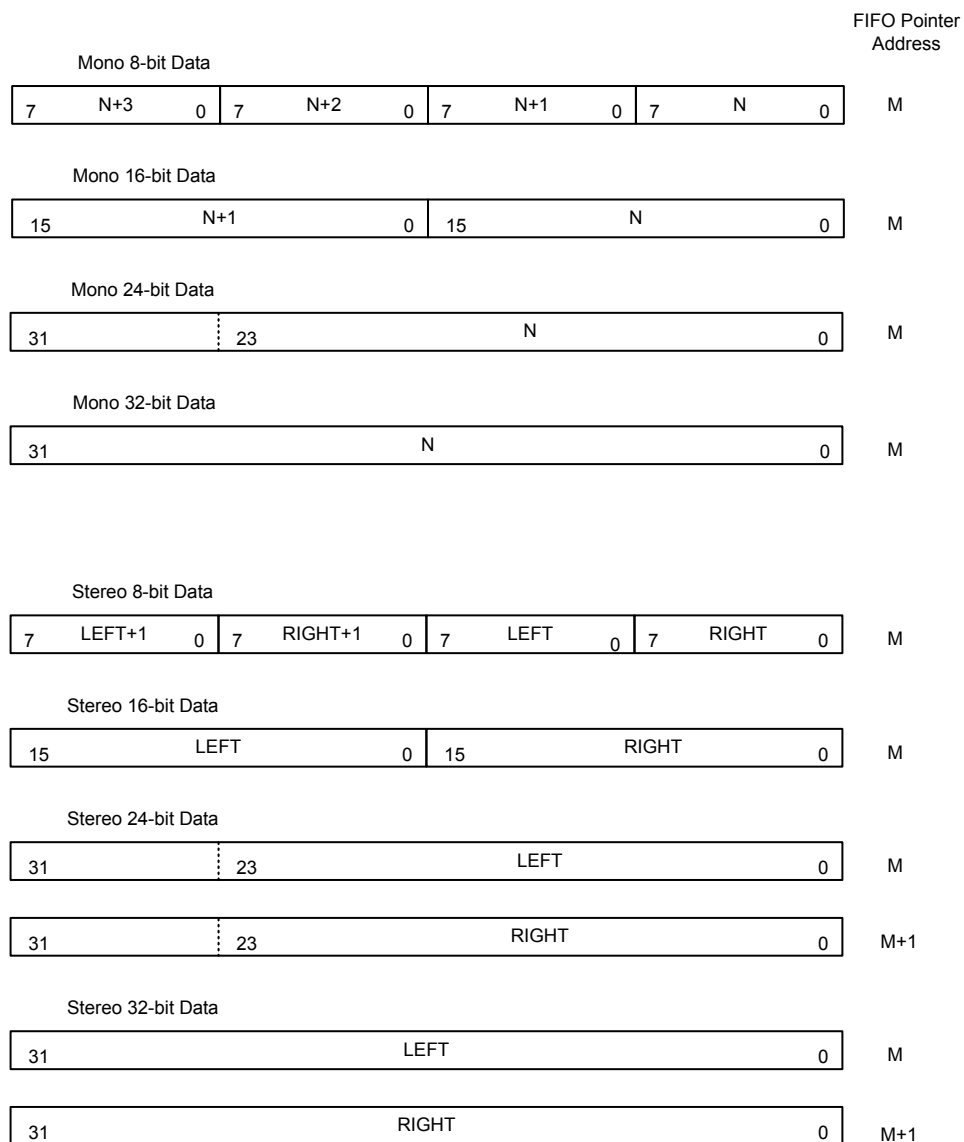 FIFO Pointer
Address
Mono 8-bit Data
7 N+3 0 7 N+2 0 7 N+1 0 7 N 0 M
Mono 16-bit Data
15 N+1 0 15 N 0 M
Mono 24-bit Data
31 23 N 0 M
Mono 32-bit Data
31 N 0 M
Stereo 8-bit Data
7 LEFT+1 0 7 RIGHT+1 0 7 LEFT 0 7 RIGHT 0 M
Stereo 16-bit Data
15 LEFT 0 15 RIGHT 0 M
Stereo 24-bit Data
31 23 LEFT 0 M
31 23 RIGHT 0 M+1
Stereo 32-bit Data
31 LEFT 0 M
31 RIGHT 0 M+1